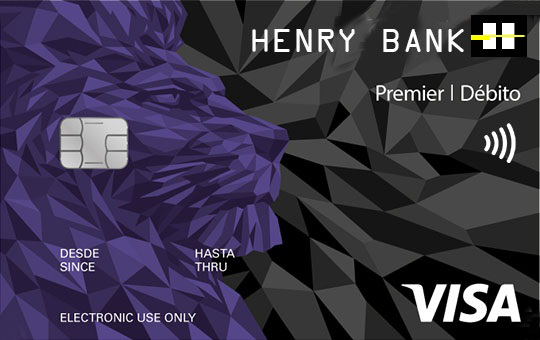 HENRY BANK H
Premier | Débito
DESDE HASTA
SINCE THRU
ELECTRONIC USE ONLY
VISA